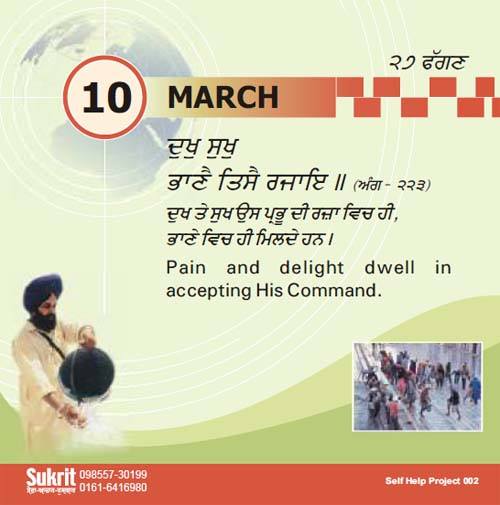 ੨੭ ਫੱਗਣ
10 MARCH
ਦੁਖੁ ਸੁਖੁ
ਭਾਣੈ ਤਿਸੈ ਰਜਾਇ ॥ (ਅੰਗ - ੨੨੩)
ਦੁਖ ਤੇ ਸੁਖ ਉਸ ਪ੍ਰਭੂ ਦੀ ਰਜ਼ਾ ਵਿਚ ਹੀ,
ਭਾਣੇ ਵਿਚ ਹੀ ਮਿਲਦੇ ਹਨ।
Pain and delight dwell in
accepting His Command.
Sukrit 098557-30199
0161-6416980
Self Help Project 002